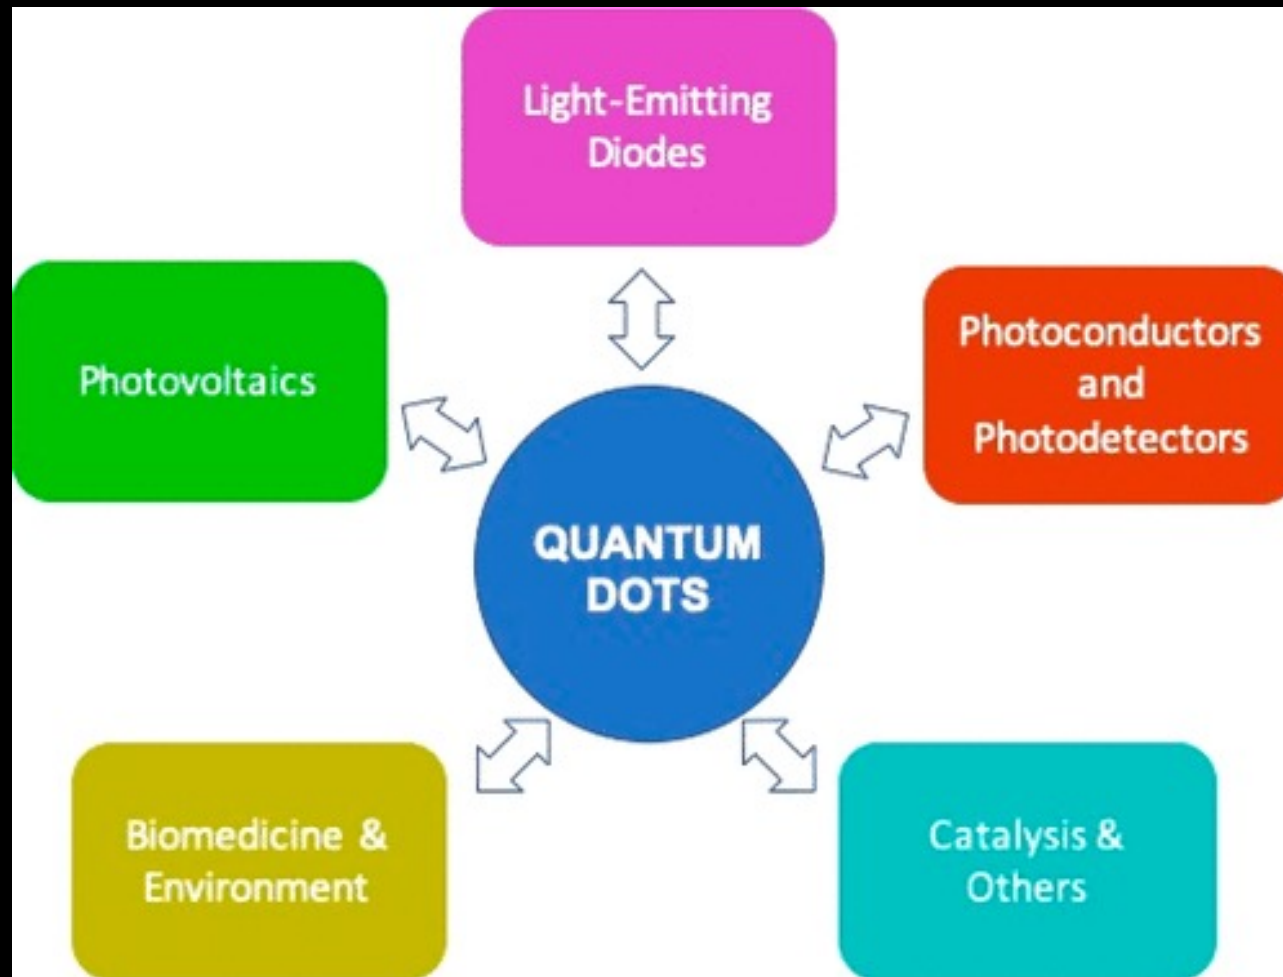 Light-Emitting
Diodes
Photovoltaics
Photoconductors
and
Photodetectors
QUANTUM
DOTS
Biomedicine &
Environment
Catalysis &
Others